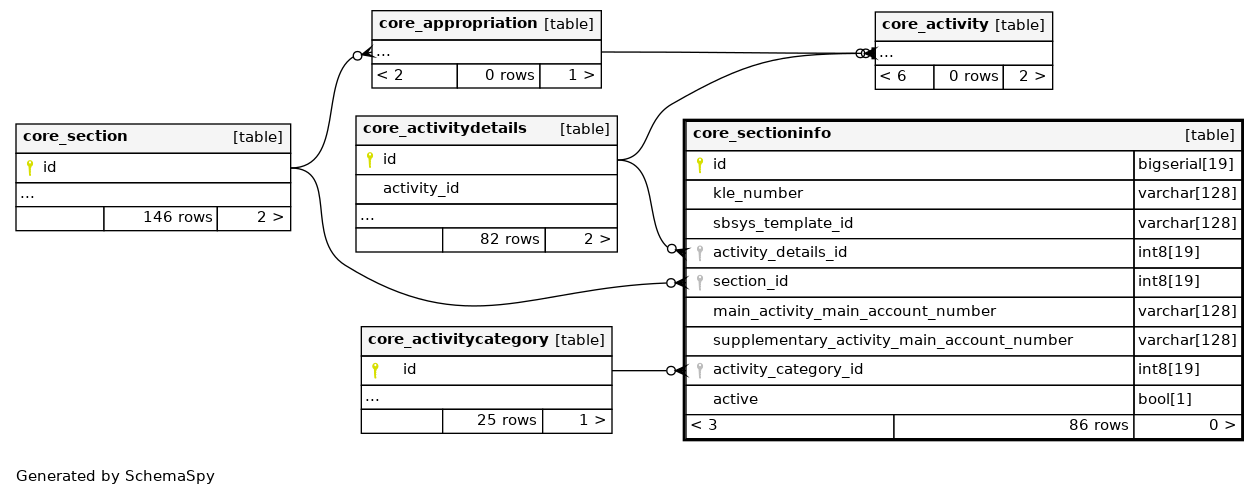 core_appropriation [table]
...
< 2 0 rows 1 >
core_activity [table]
...
< 6 0 rows 2 >
core_section [table]
id
...
146 rows 2 >
core_activitydetails [table]
id
activity_id
...
82 rows 2 >
core_sectioninfo [table]
id bigserial[19]
kle_number varchar[128]
sbsys_template_id varchar[128]
activity_details_id int8[19]
section_id int8[19]
main_activity_main_account_number varchar[128]
supplementary_activity_main_account_number varchar[128]
activity_category_id int8[19]
active bool[1]
< 3 86 rows 0 >
core_activitycategory [table]
id
...
25 rows 1 >
Generated by SchemaSpy